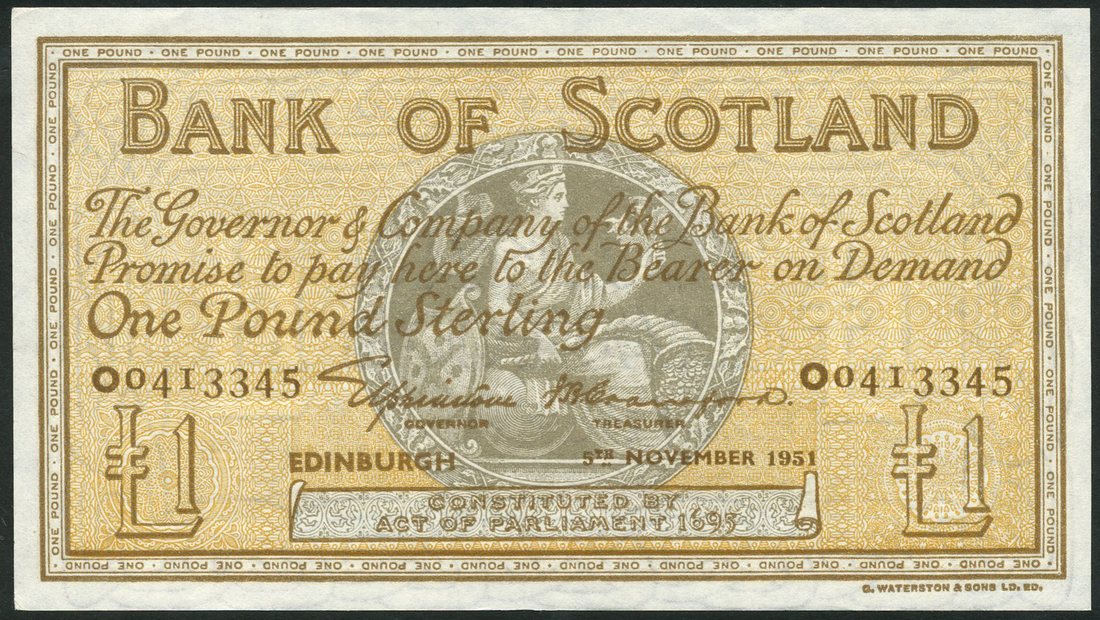 ONE POUND · ONE POUND · ONE POUND · ONE POUND · ONE POUND · ONE POUND · ONE POUND · ONE POUND · ONE POUND · ONE POUND
BANK OF SCOTLAND
The Governor & Company of the Bank of Scotland
Promise to pay here to the Bearer on Demand
One Pound Sterling
O0413345 O0413345
GOVERNOR TREASURER
£1 £1
EDINBURGH 5TH NOVEMBER 1951
CONSTITUTED BY
ACT OF PARLIAMENT 1695
G. WATERSTON & SONS LD. ED.